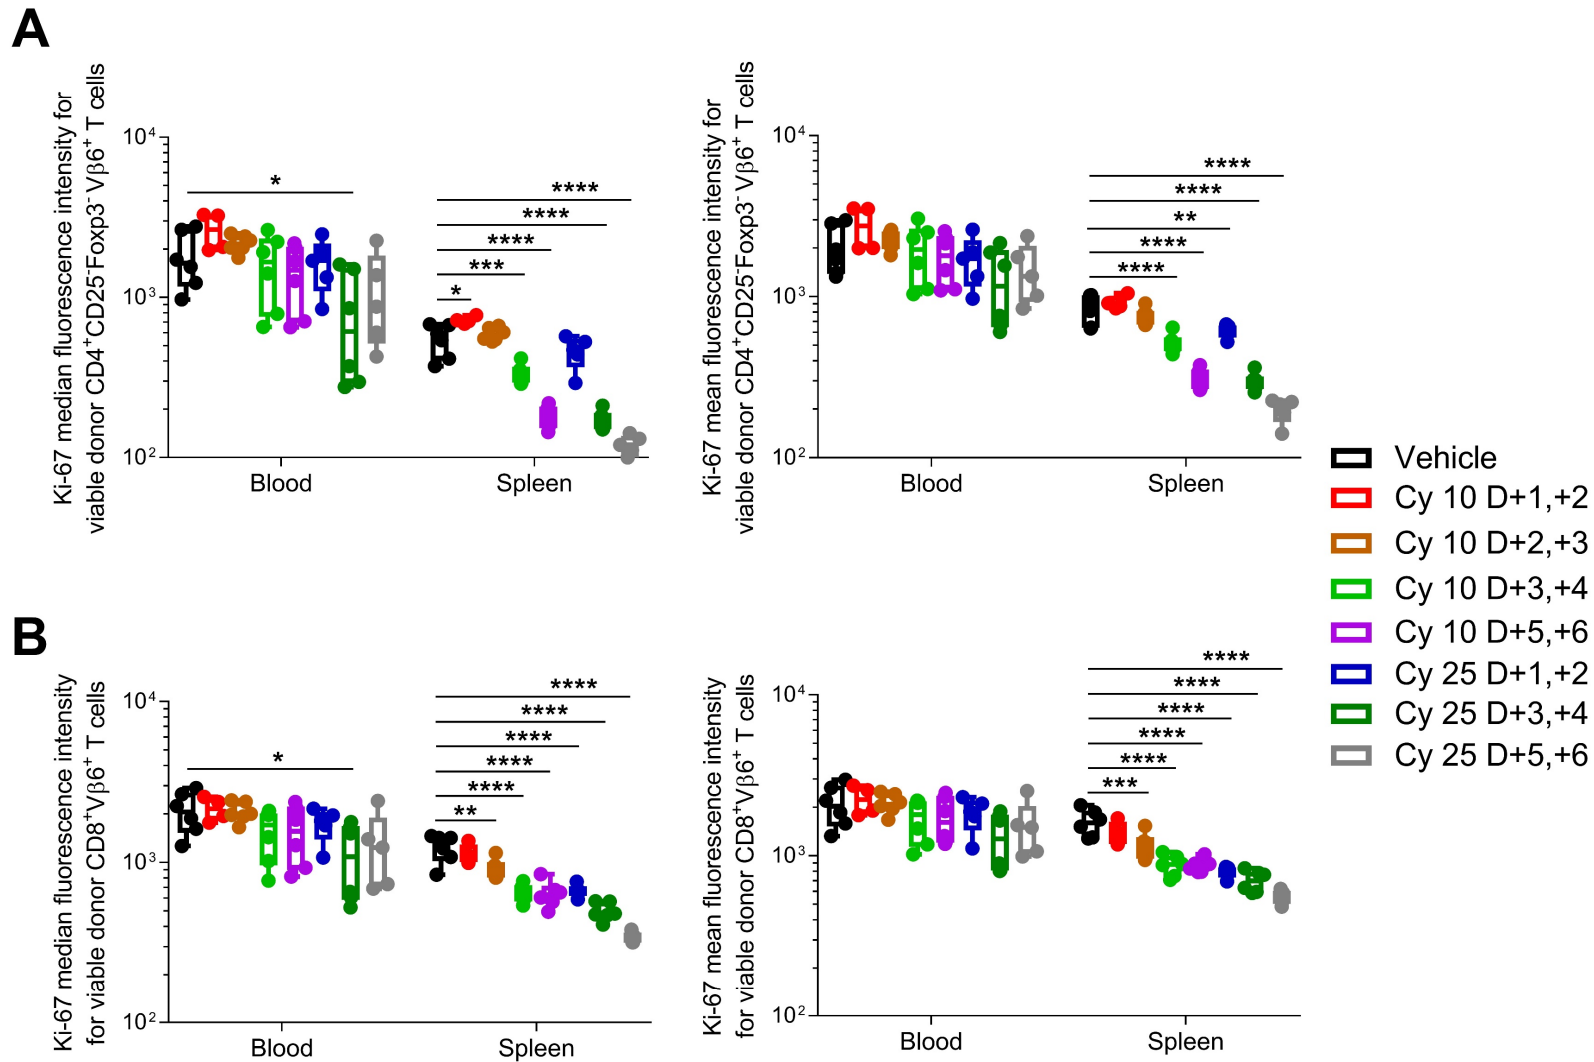 A
Ki-67 median fluorescence intensity for
viable donor CD4⁺CD25⁻Foxp3⁻ Vβ6⁺ T cells
10⁴
10³
10²
*
*
***
****
****
****
Blood
Spleen
Ki-67 mean fluorescence intensity for
viable donor CD4⁺CD25⁻Foxp3⁻ Vβ6⁺ T cells
10⁴
10³
10²
****
****
**
****
****
Blood
Spleen
Vehicle
Cy 10 D+1,+2
Cy 10 D+2,+3
Cy 10 D+3,+4
Cy 10 D+5,+6
Cy 25 D+1,+2
Cy 25 D+3,+4
Cy 25 D+5,+6
B
Ki-67 median fluorescence intensity
for viable donor CD8⁺Vβ6⁺ T cells
10⁴
10³
10²
*
****
****
****
****
****
**
Blood
Spleen
Ki-67 mean fluorescence intensity
for viable donor CD8⁺Vβ6⁺ T cells
10⁴
10³
10²
****
****
****
****
****
***
Blood
Spleen